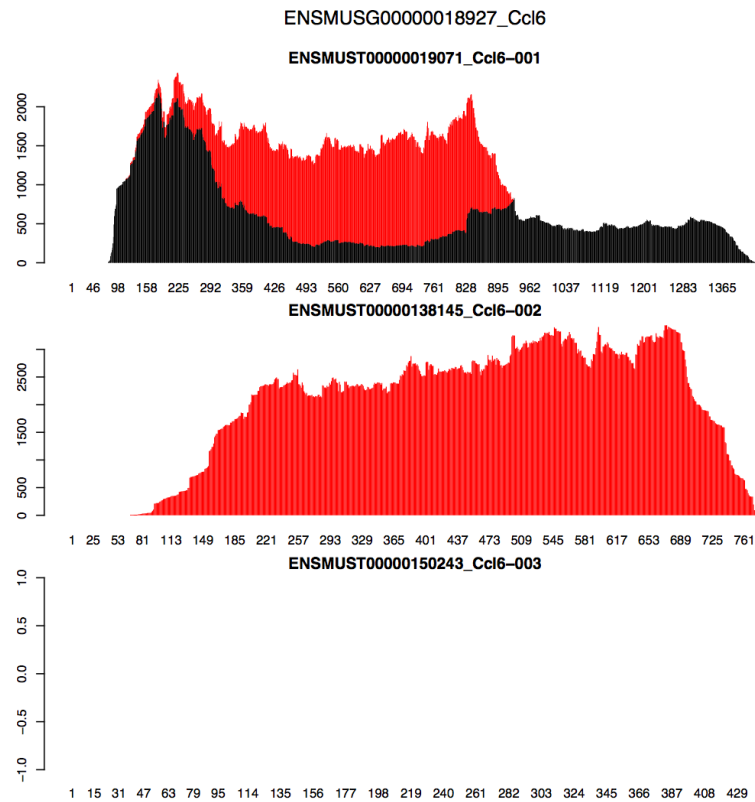 ENSMUSG00000018927_Ccl6
ENSMUST00000019071_Ccl6−001
2000
1500
1000
500
0
1 46 98 158 225 292 359 426 493 560 627 694 761 828 895 962 1037 1119 1201 1283 1365
ENSMUST00000138145_Ccl6−002
2500
1500
500
0
1 25 53 81 113 149 185 221 257 293 329 365 401 437 473 509 545 581 617 653 689 725 761
ENSMUST00000150243_Ccl6−003
1.0
0.5
0.0
−0.5
−1.0
1 15 31 47 63 79 95 114 135 156 177 198 219 240 261 282 303 324 345 366 387 408 429